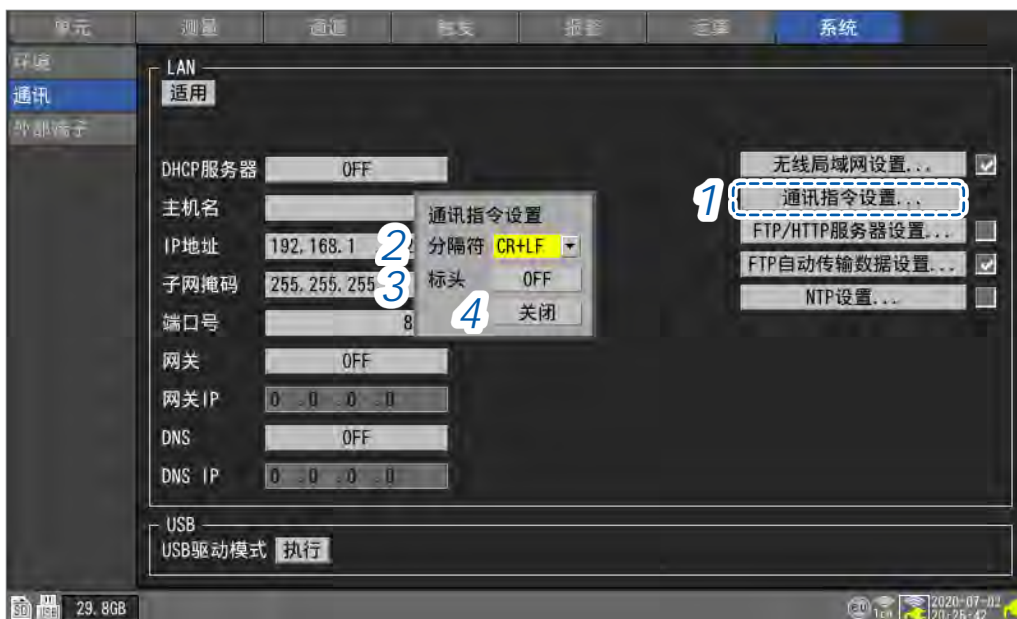 单元 测量 通道 触发 报警 运算 系统
环境
通讯
外部端子
LAN
适用
DHCP服务器 OFF
主机名
IP地址 192.168.1
子网掩码 255.255.255
端口号 8
网关 OFF
网关IP 0 .0 .0 .0
DNS OFF
DNS IP 0 .0 .0 .0
通讯指令设置
2 分隔符 CR+LF
3 标头 OFF
4 关闭
无线局域网设置...
1 通讯指令设置...
FTP/HTTP服务器设置...
FTP自动传输数据设置...
NTP设置...
USB
USB驱动模式 执行
SD USB 29.8GB
2020-07-02
20:25:42